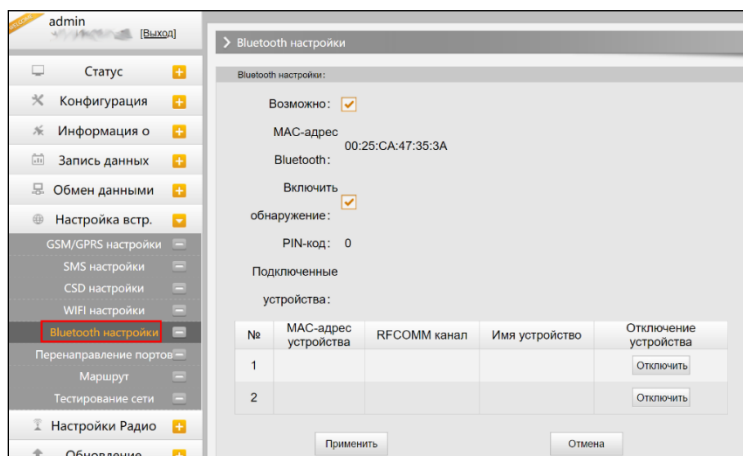 admin
[Выход]
Статус
Конфигурация
Информация о
Запись данных
Обмен данными
Настройка встр.
GSM/GPRS настройки
SMS настройки
CSD настройки
WIFI настройки
Bluetooth настройки
Перенаправление портов
Маршрут
Тестирование сети
Настройки Радио
Обновление
Bluetooth настройки
Bluetooth настройки:
Возможно:
MAC-адрес
Bluetooth:
00:25:CA:47:35:3A
Включить
обнаружение:
PIN-код: 0
Подключенные
устройства:
№ MAC-адрес устройства RFCOMM канал Имя устройство Отключение устройства
1 Отключить
2 Отключить
Применить Отмена